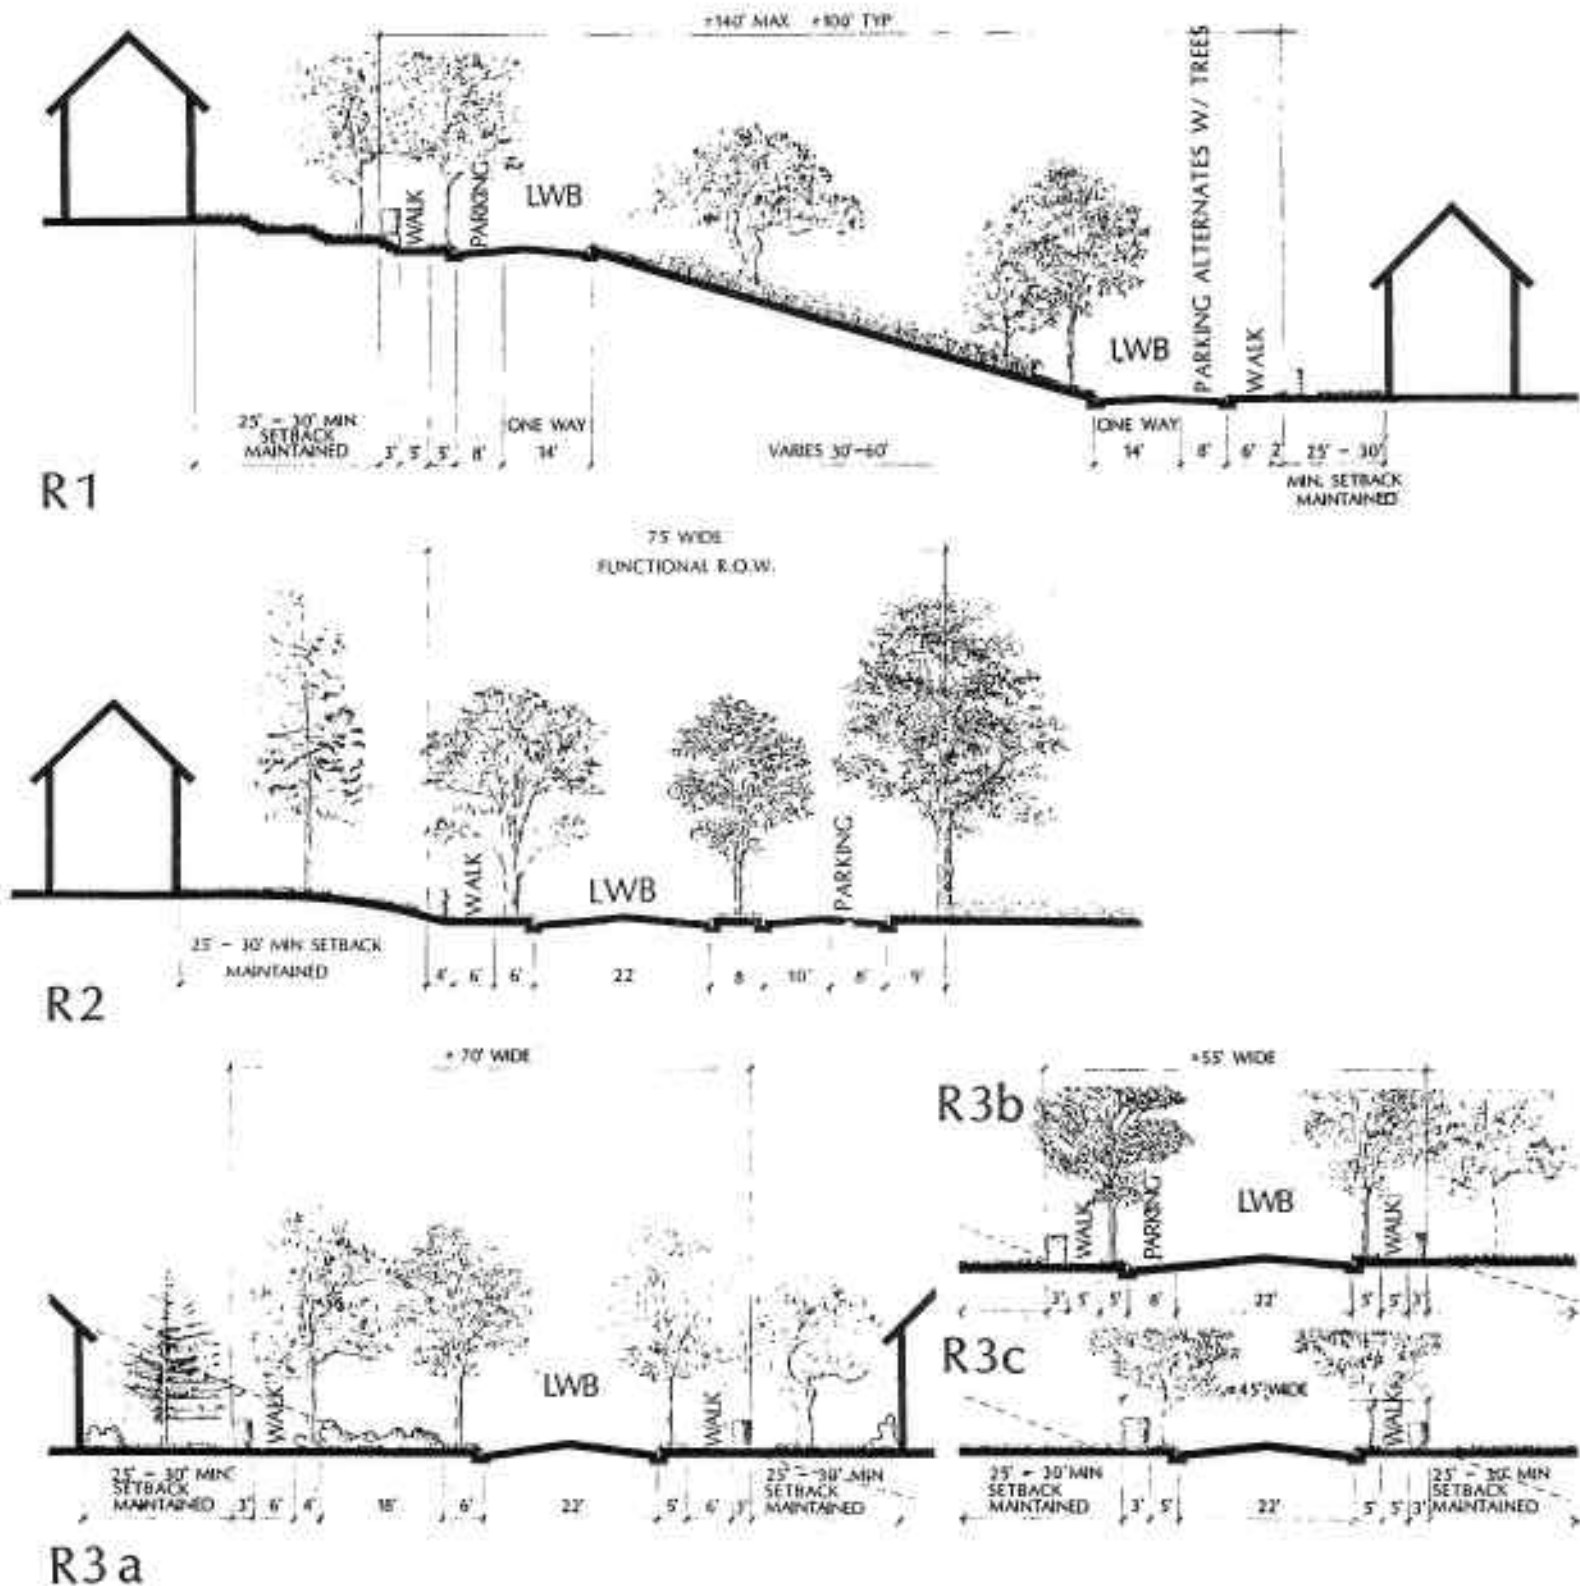 ±140' MAX ±100' TYP
PARKING ALTERNATES W/ TREES
WALK
PARKING
LWB
LWB
WALK
25' - 30' MIN.
SETBACK
MAINTAINED
3' 5' 5' 8'
ONE WAY
14'
VARIES 30'-60'
ONE WAY
14' 8' 6' 2' 25' - 30'
MIN. SETBACK
MAINTAINED
R1
75 WIDE
FUNCTIONAL R.O.W.
WALK
LWB
PARKING
25' - 30' MIN SETBACK
MAINTAINED
4' 6' 6' 22 8 10' 8' 9'
R2
± 70' WIDE
WALK
LWB
WALK
25' - 30' MIN
SETBACK
MAINTAINED
3' 6' 4' 18' 6' 22' 5' 6' 3'
25' - 30' MIN
SETBACK
MAINTAINED
R3a
±55' WIDE
R3b
WALK
PARKING
LWB
WALK
3' 5' 5' 8' 22' 5' 5' 3'
R3c
±45' WIDE
WALK
25' - 30' MIN
SETBACK
MAINTAINED
3' 5' 22' 5' 5' 3'
25' - 30' MIN
SETBACK
MAINTAINED